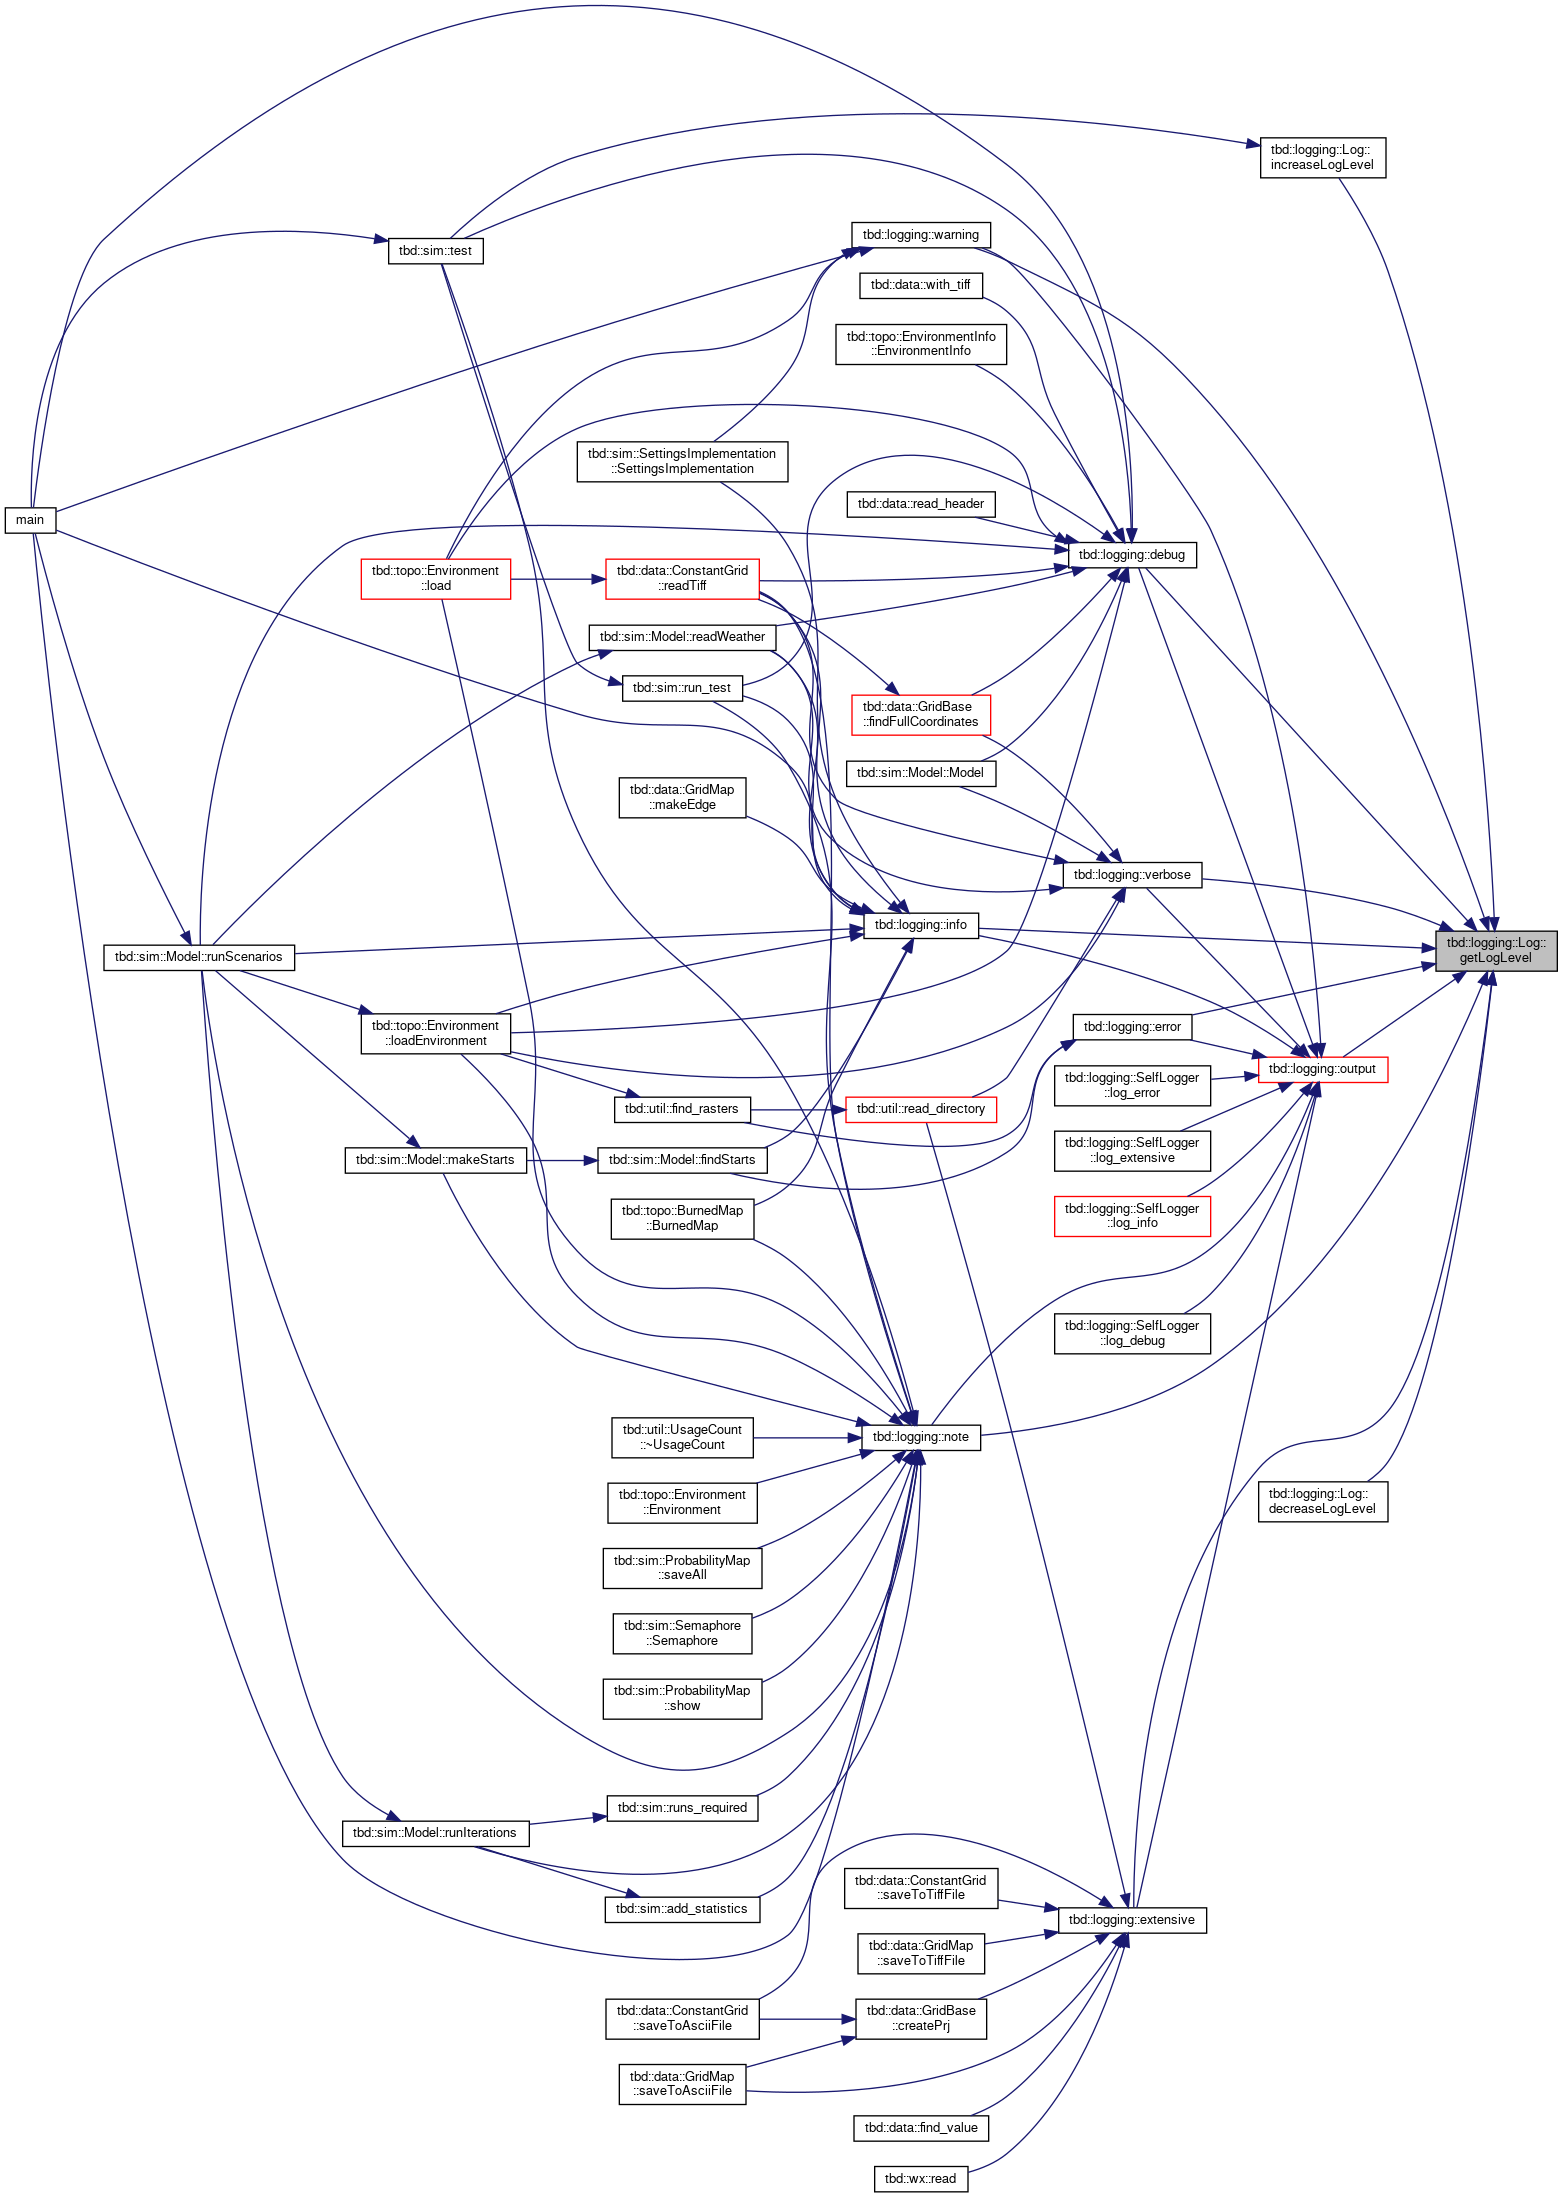 tbd::logging::Log::
increaseLogLevel
tbd::logging::warning
tbd::sim::test
tbd::data::with_tiff
tbd::topo::EnvironmentInfo
::EnvironmentInfo
tbd::sim::SettingsImplementation
::SettingsImplementation
tbd::data::read_header
main
tbd::logging::debug
tbd::topo::Environment
::load
tbd::data::ConstantGrid
::readTiff
tbd::sim::Model::readWeather
tbd::sim::run_test
tbd::data::GridBase
::findFullCoordinates
tbd::sim::Model::Model
tbd::data::GridMap
::makeEdge
tbd::logging::verbose
tbd::logging::info
tbd::logging::Log::
getLogLevel
tbd::sim::Model::runScenarios
tbd::topo::Environment
::loadEnvironment
tbd::logging::error
tbd::logging::output
tbd::logging::SelfLogger
::log_error
tbd::util::find_rasters
tbd::util::read_directory
tbd::logging::SelfLogger
::log_extensive
tbd::sim::Model::makeStarts
tbd::sim::Model::findStarts
tbd::topo::BurnedMap
::BurnedMap
tbd::logging::SelfLogger
::log_info
tbd::logging::SelfLogger
::log_debug
tbd::util::UsageCount
::~UsageCount
tbd::logging::note
tbd::topo::Environment
::Environment
tbd::logging::Log::
decreaseLogLevel
tbd::sim::ProbabilityMap
::saveAll
tbd::sim::Semaphore
::Semaphore
tbd::sim::ProbabilityMap
::show
tbd::sim::runs_required
tbd::sim::Model::runIterations
tbd::sim::add_statistics
tbd::data::ConstantGrid
::saveToTiffFile
tbd::logging::extensive
tbd::data::GridMap
::saveToTiffFile
tbd::data::ConstantGrid
::saveToAsciiFile
tbd::data::GridBase
::createPrj
tbd::data::GridMap
::saveToAsciiFile
tbd::data::find_value
tbd::wx::read